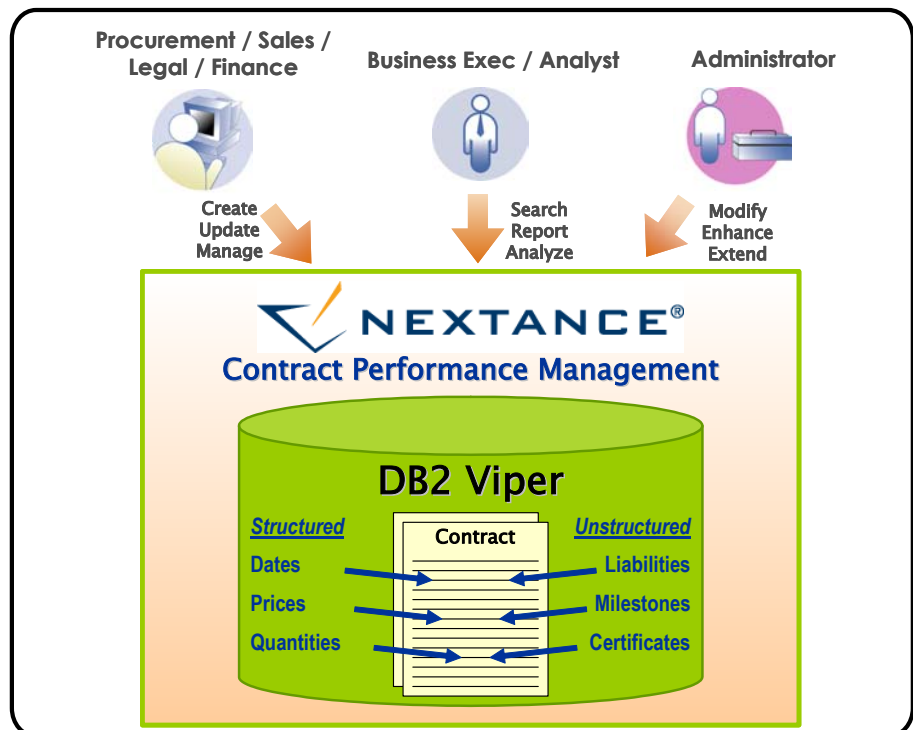 Procurement / Sales /
Legal / Finance
Business Exec / Analyst
Administrator
Create
Update
Manage
Search
Report
Analyze
Modify
Enhance
Extend
NEXTANCE®
Contract Performance Management
DB2 Viper
Structured
Contract
Unstructured
Dates
Liabilities
Prices
Milestones
Quantities
Certificates